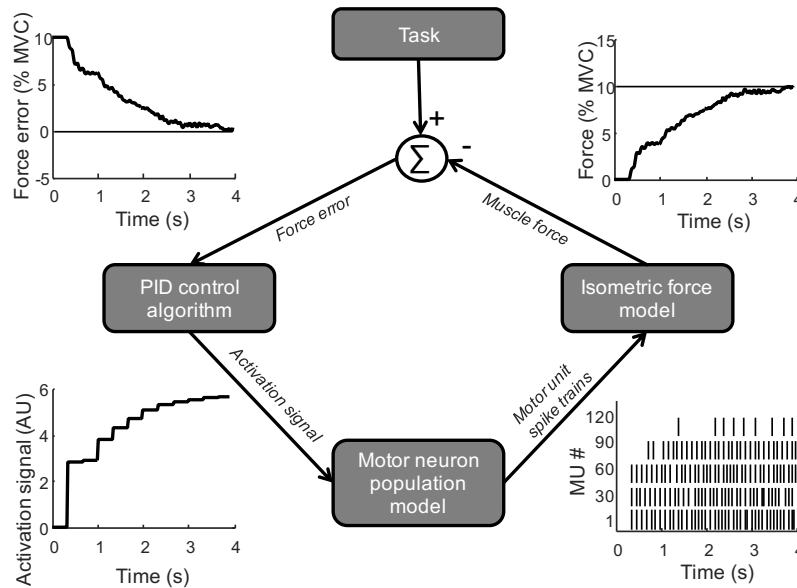 Task
+
-
Σ
Force error
Muscle force
PID control
algorithm
Isometric force
model
Activation signal
Motor unit
spike trains
Motor neuron
population
model
Force error (% MVC)
10
5
0
-5
0 1 2 3 4
Time (s)
Force (% MVC)
15
10
5
0
0 1 2 3 4
Time (s)
Activation signal (AU)
6
4
2
0
0 1 2 3 4
Time (s)
MU #
120
90
60
30
1
0 1 2 3 4
Time (s)